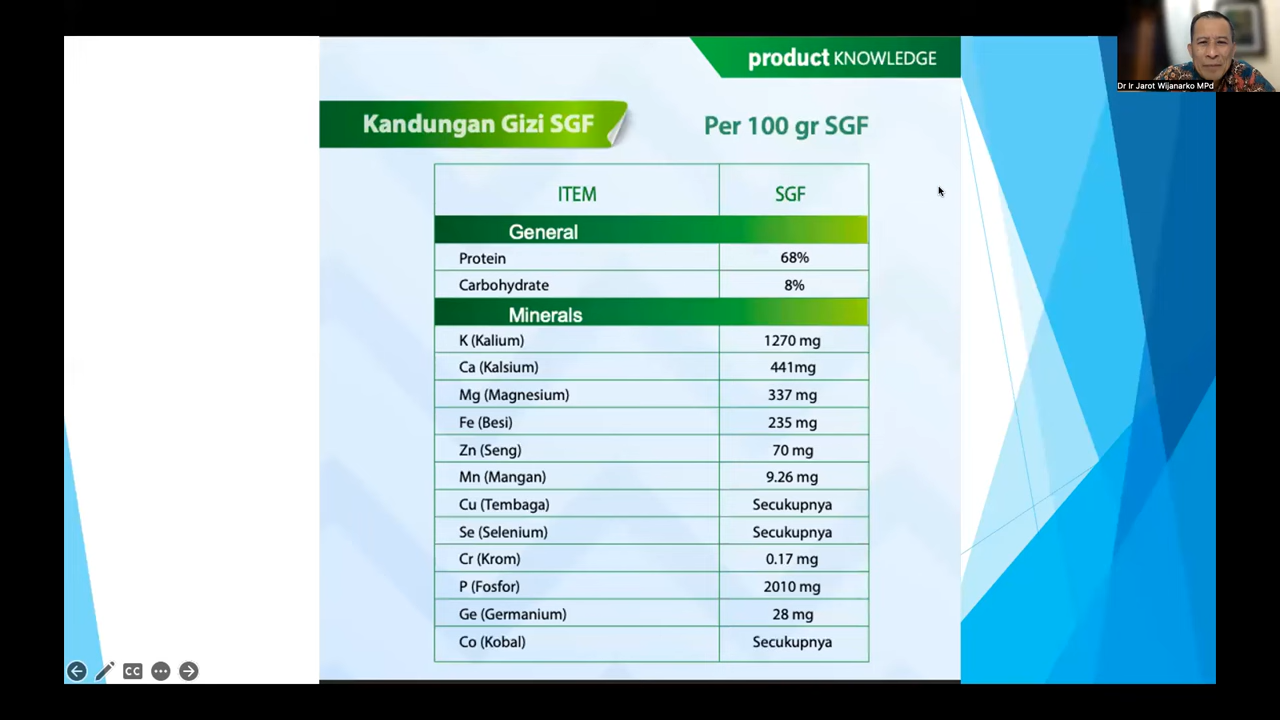 product KNOWLEDGE
Dr Ir Jarot Wijanarko MPd
Kandungan Gizi SGF
Per 100 gr SGF
ITEM SGF
General
Protein 68%
Carbohydrate 8%
Minerals
K (Kalium) 1270 mg
Ca (Kalsium) 441mg
Mg (Magnesium) 337 mg
Fe (Besi) 235 mg
Zn (Seng) 70 mg
Mn (Mangan) 9.26 mg
Cu (Tembaga) Secukupnya
Se (Selenium) Secukupnya
Cr (Krom) 0.17 mg
P (Fosfor) 2010 mg
Ge (Germanium) 28 mg
Co (Kobal) Secukupnya
CC